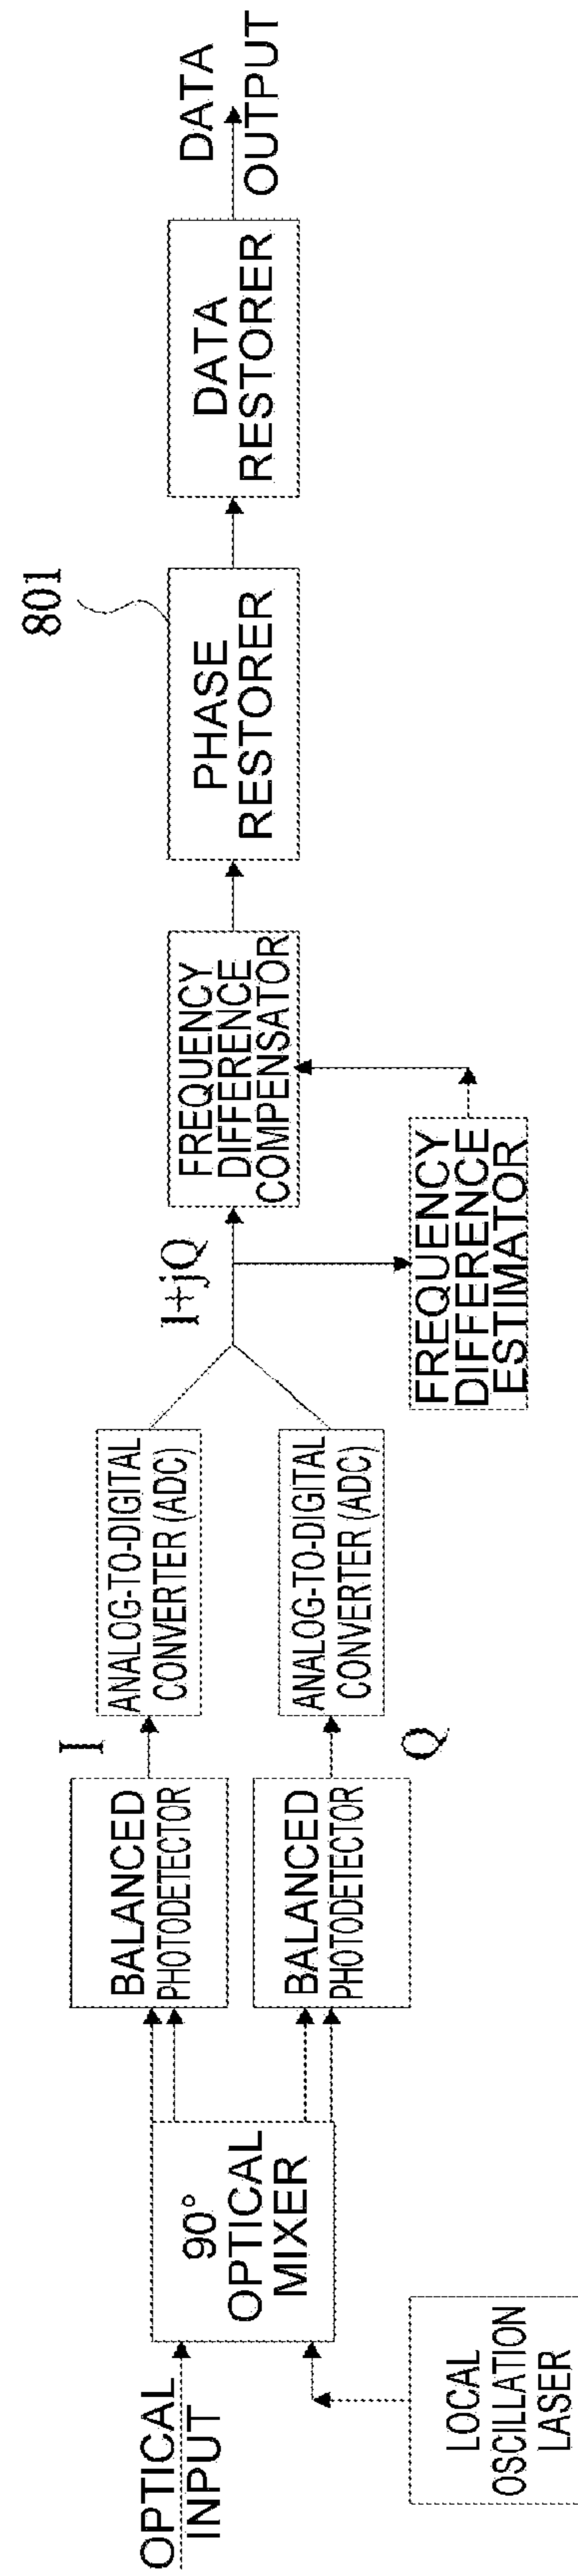 OPTICAL
INPUT
LOCAL
OSCILLATION
LASER
90°
OPTICAL
MIXER
BALANCED
PHOTODETECTOR
BALANCED
PHOTODETECTOR
I
Q
ANALOG-TO-DIGITAL
CONVERTER (ADC)
ANALOG-TO-DIGITAL
CONVERTER (ADC)
I+jQ
FREQUENCY
DIFFERENCE
ESTIMATOR
FREQUENCY
DIFFERENCE
COMPENSATOR
801
PHASE
RESTORER
DATA
RESTORER
DATA
OUTPUT